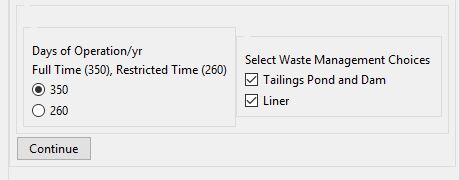 Days of Operation/yr
Full Time (350), Restricted Time (260)
350
260
Select Waste Management Choices
Tailings Pond and Dam
Liner
Continue